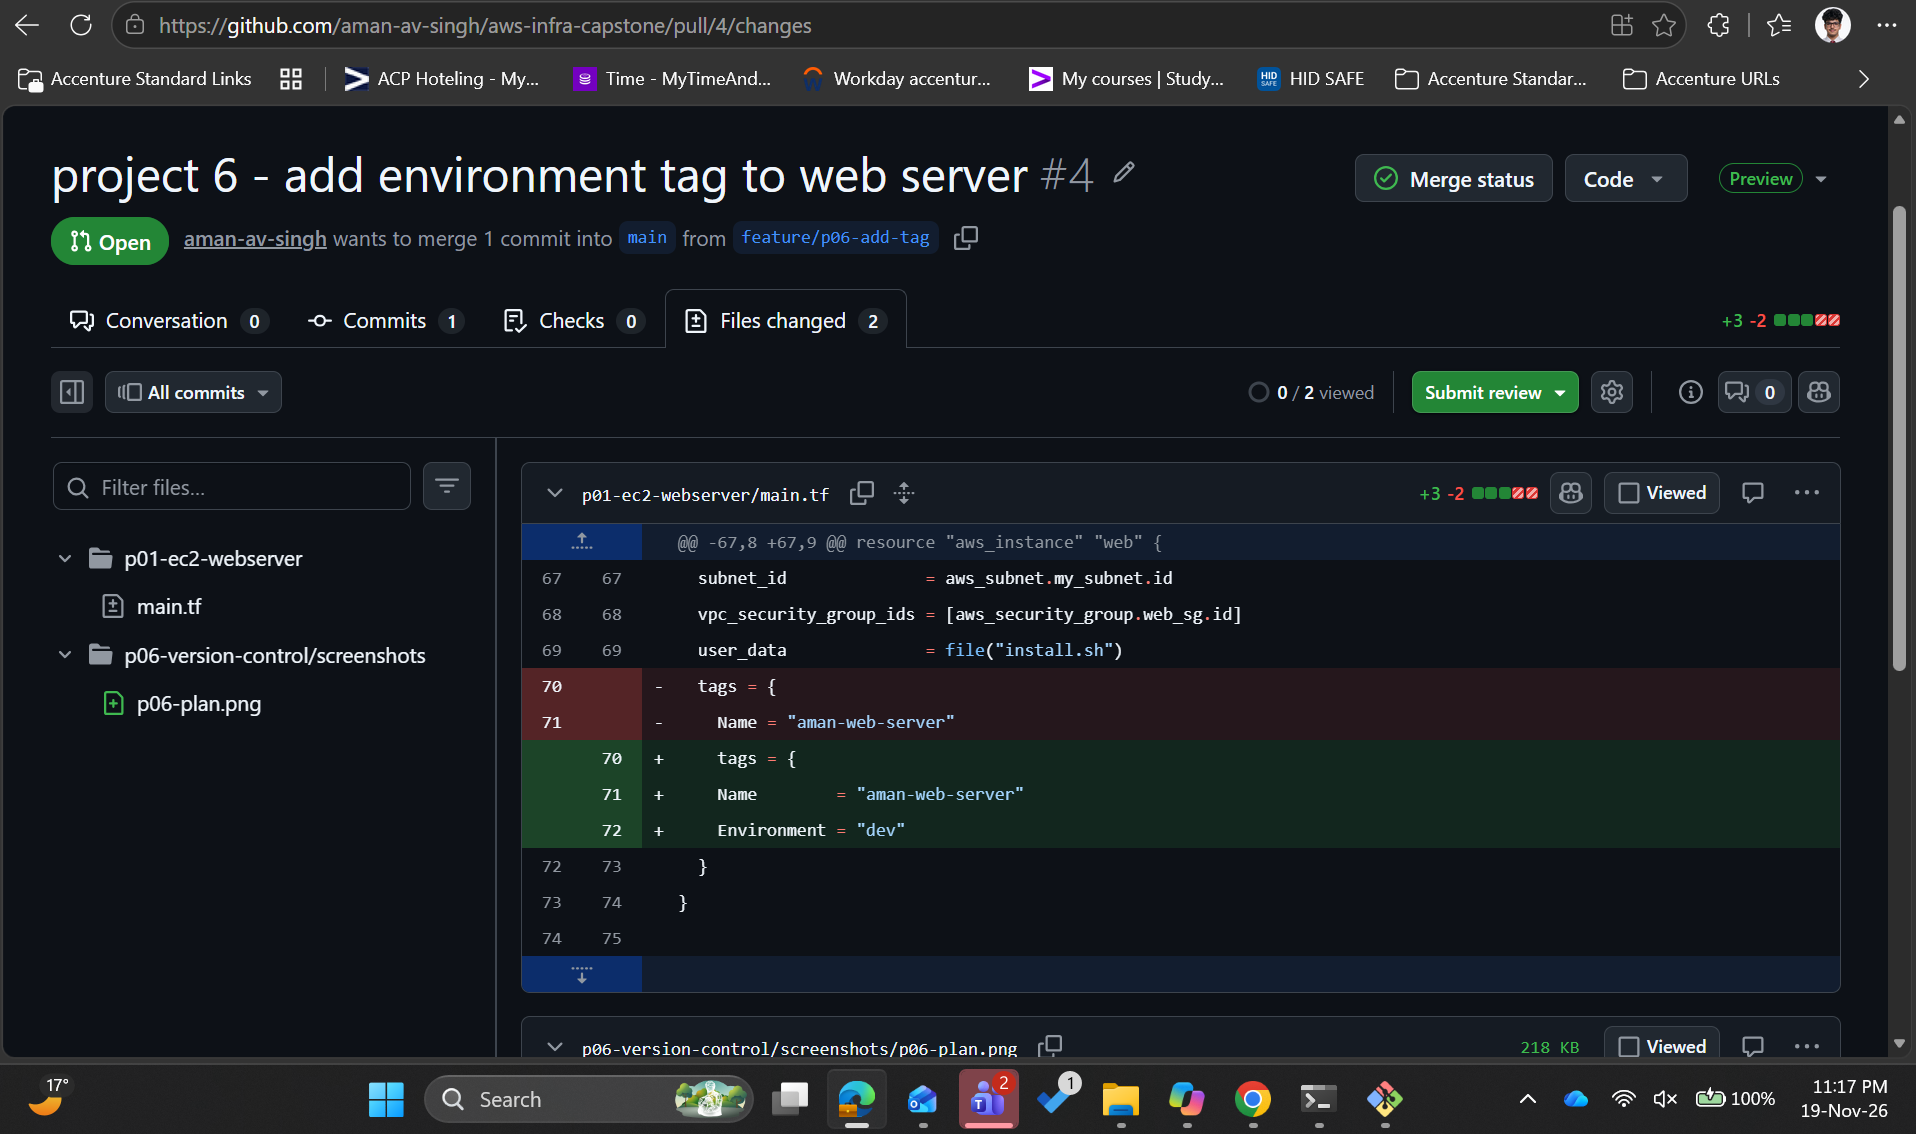 https://github.com/aman-av-singh/aws-infra-capstone/pull/4/changes
Accenture Standard Links
ACP Hoteling - My...
Time - MyTimeAnd...
Workday accentur...
My courses | Study...
HID SAFE
HID SAFE
Accenture Standar...
Accenture URLs
project 6 - add environment tag to web server #4
Merge status
Code
Preview
Open
aman-av-singh wants to merge 1 commit into main from feature/p06-add-tag
Conversation 0
Commits 1
Checks 0
Files changed 2
+3 -2
All commits
0 / 2 viewed
Submit review
0
Filter files...
p01-ec2-webserver
main.tf
p06-version-control/screenshots
p06-plan.png
p01-ec2-webserver/main.tf
+3 -2
Viewed
@@ -67,8 +67,9 @@ resource "aws_instance" "web" {
67 67 subnet_id = aws_subnet.my_subnet.id
68 68 vpc_security_group_ids = [aws_security_group.web_sg.id]
69 69 user_data = file("install.sh")
70 - tags = {
71 - Name = "aman-web-server"
70 + tags = {
71 + Name = "aman-web-server"
72 + Environment = "dev"
72 73 }
73 74 }
74 75
p06-version-control/screenshots/p06-plan.png
218 KB
Viewed
17°
Search
2
1
100%
11:17 PM
19-Nov-26